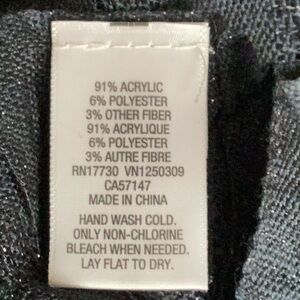 91% ACRYLIC
6% POLYESTER
3% OTHER FIBER
91% ACRYLIQUE
6% POLYESTER
3% AUTRE FIBRE
RN17730 VN1250309
CA57147
MADE IN CHINA
HAND WASH COLD.
ONLY NON-CHLORINE
BLEACH WHEN NEEDED.
LAY FLAT TO DRY.